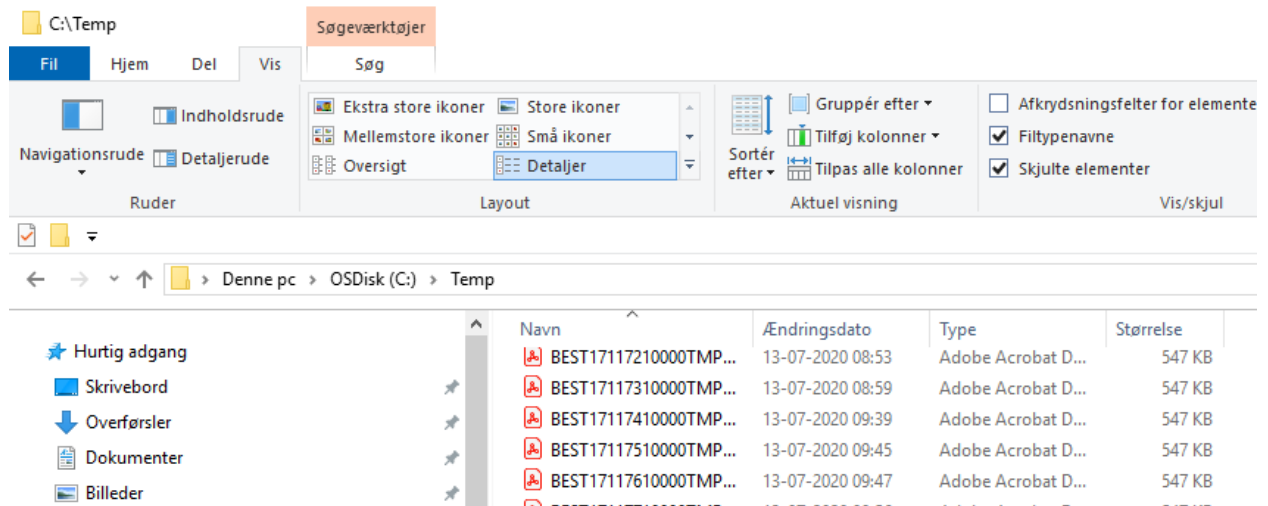 C:\Temp
Søgeværktøjer
Fil Hjem Del Vis Søg
Navigationsrude
Indholdsrude
Detaljerude
Ruder
Ekstra store ikoner Store ikoner
Mellemstore ikoner Små ikoner
Oversigt Detaljer
Layout
Sortér
efter
Gruppér efter
Tilføj kolonner
Tilpas alle kolonner
Aktuel visning
Afkrydsningsfelter for elemente
Filtypenavne
Skjulte elementer
Vis/skjul
Denne pc > OSDisk (C:) > Temp
Hurtig adgang
Skrivebord
Overførsler
Dokumenter
Billeder
Navn Ændringsdato Type Størrelse
BEST17117210000TMP... 13-07-2020 08:53 Adobe Acrobat D... 547 KB
BEST17117310000TMP... 13-07-2020 08:59 Adobe Acrobat D... 547 KB
BEST17117410000TMP... 13-07-2020 09:39 Adobe Acrobat D... 547 KB
BEST17117510000TMP... 13-07-2020 09:45 Adobe Acrobat D... 547 KB
BEST17117610000TMP... 13-07-2020 09:47 Adobe Acrobat D... 547 KB